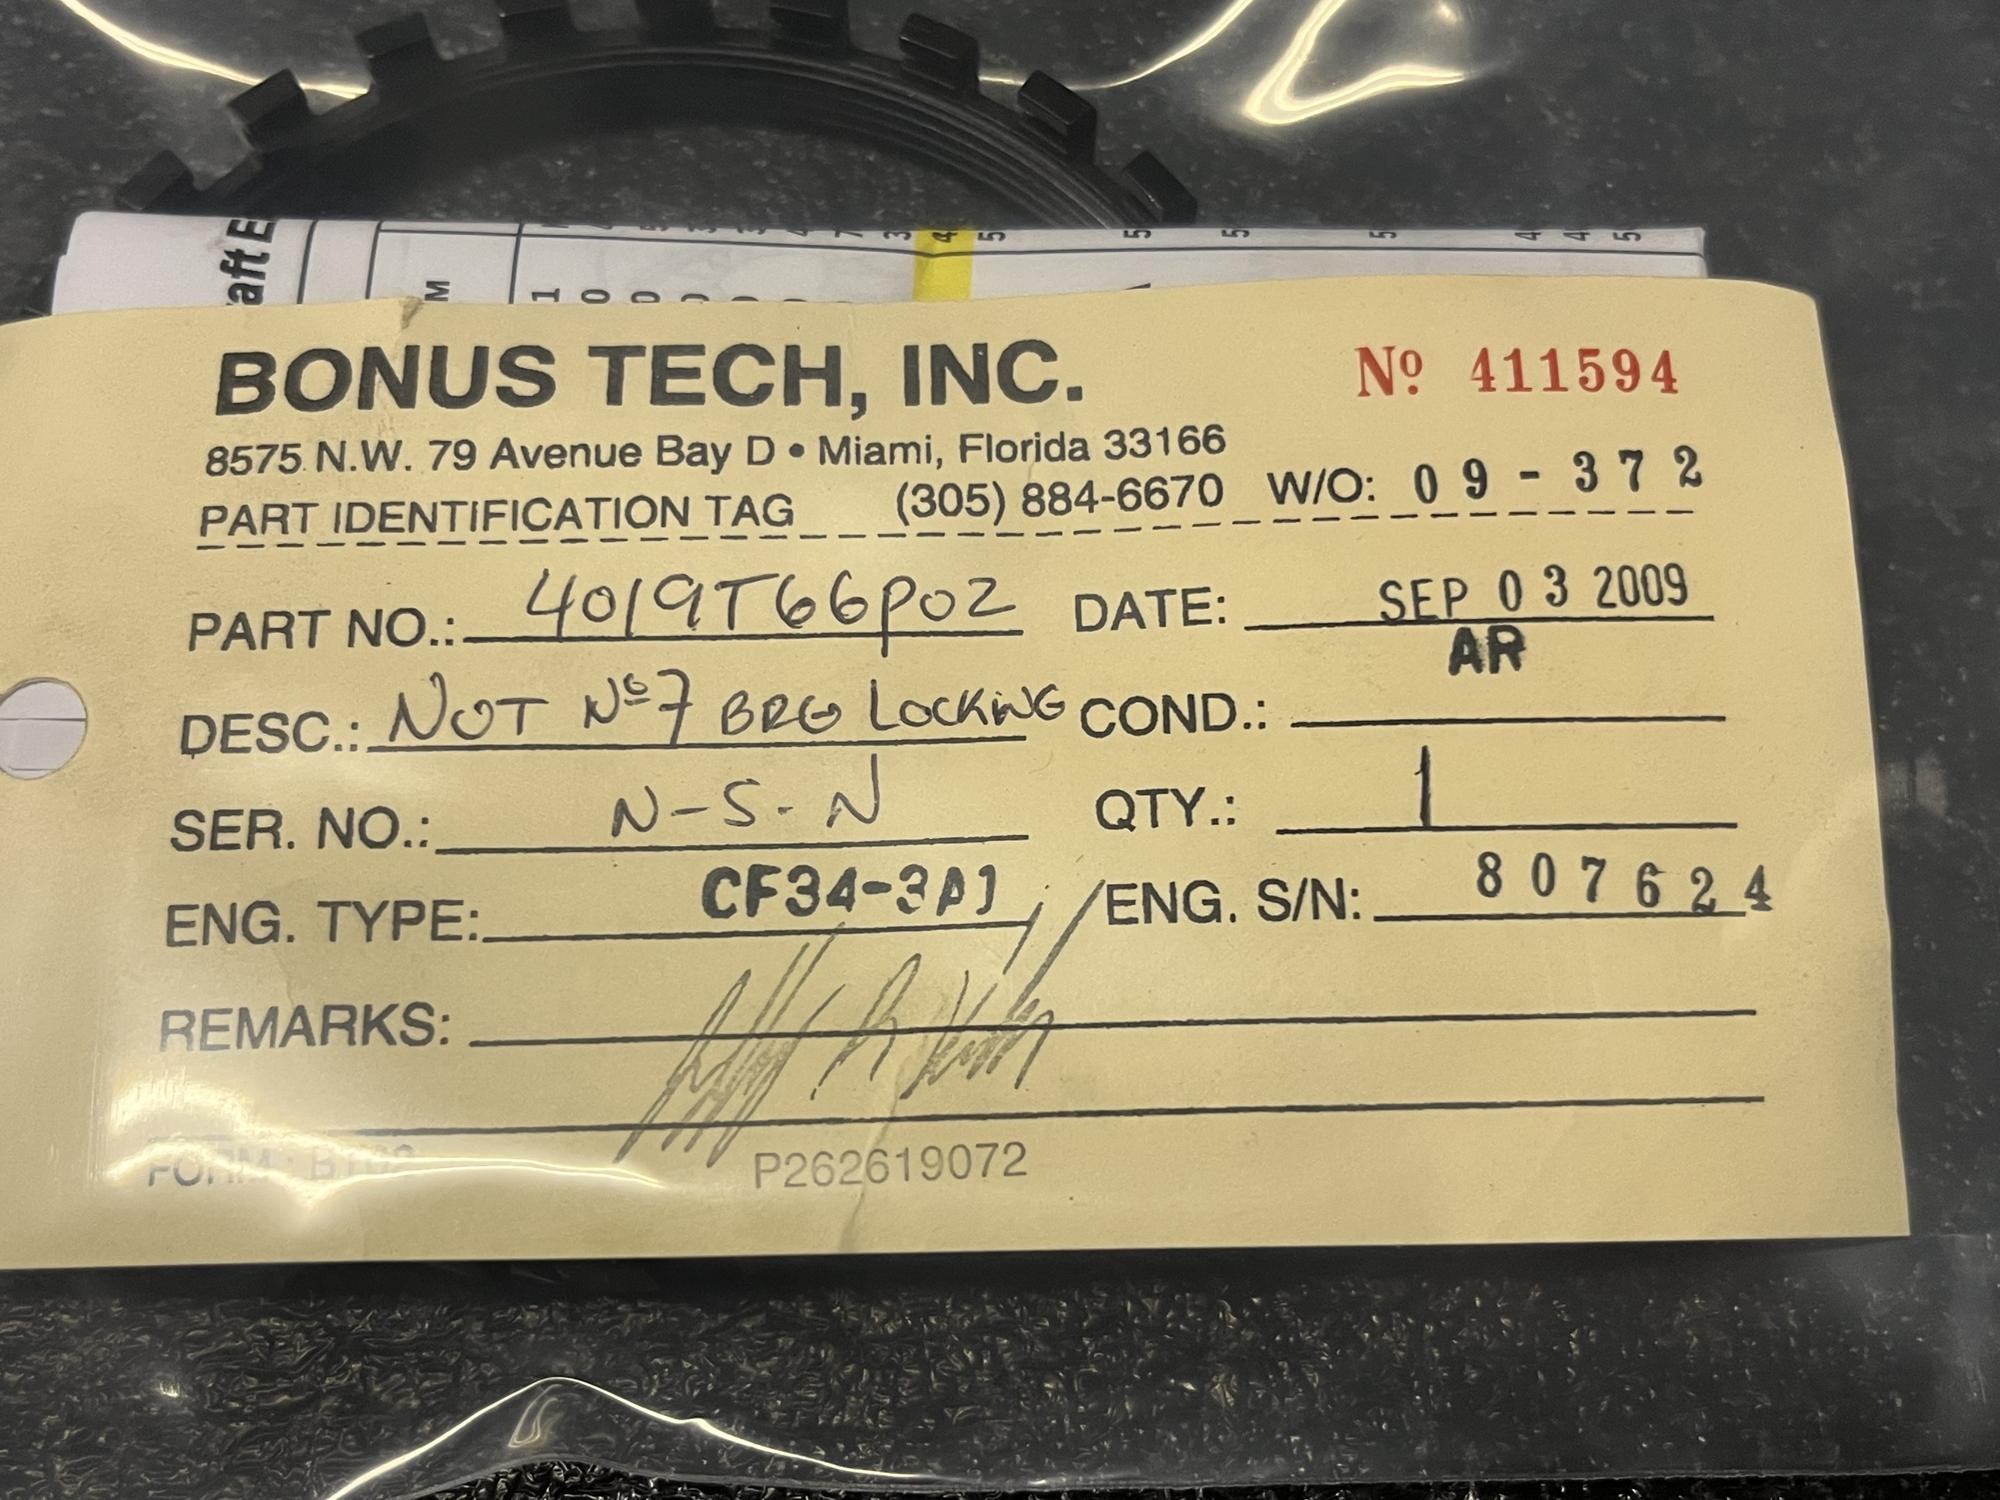 aft E
M
BONUS TECH, INC.
Nº 411594
8575 N.W. 79 Avenue Bay D • Miami, Florida 33166
PART IDENTIFICATION TAG (305) 884-6670 W/O: 09-372
PART NO.: 4019T66P02 DATE: SEP 03 2009
DESC.: NUT Nº7 BRG LOCKING COND.: AR
SER. NO.: N-S-N QTY.: 1
ENG. TYPE: CF34-3A1 ENG. S/N: 807624
REMARKS:
FORM: P262619072